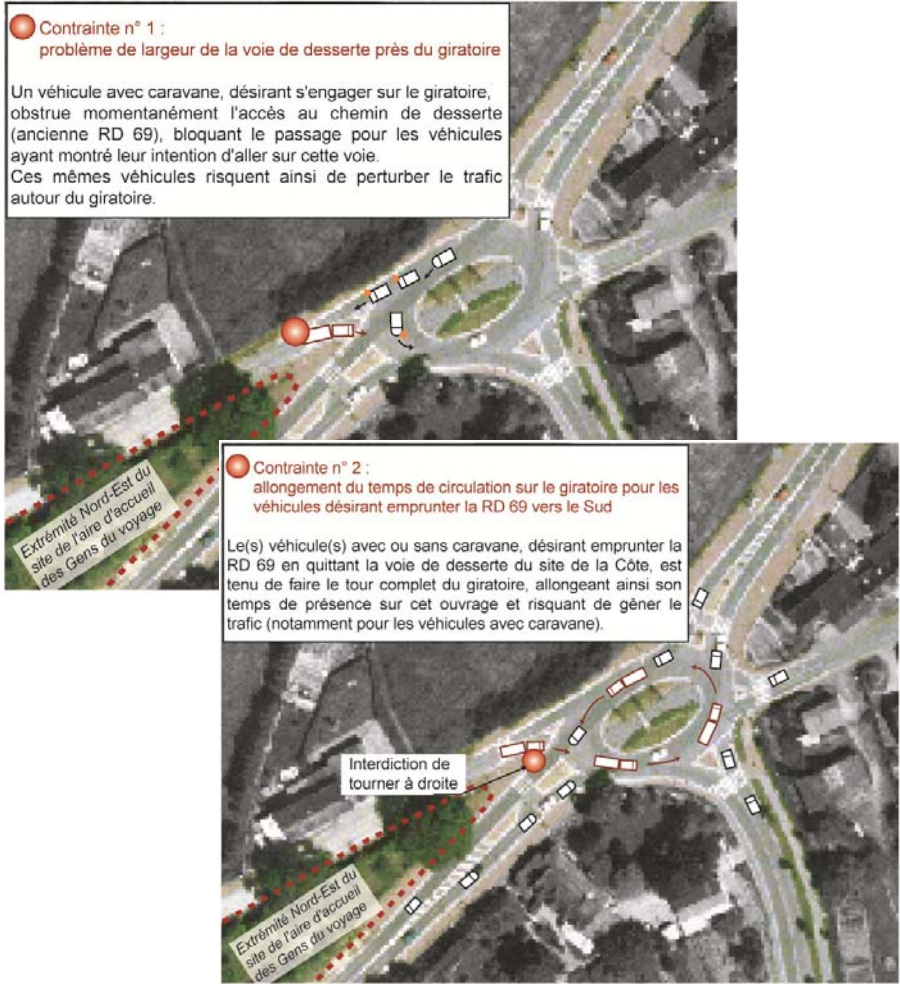 Contrainte n° 1 :
problème de largeur de la voie de desserte près du giratoire
Un véhicule avec caravane, désirant s'engager sur le giratoire,
obstrue momentanément l'accès au chemin de desserte
(ancienne RD 69), bloquant le passage pour les véhicules
ayant montré leur intention d'aller sur cette voie.
Ces mêmes véhicules risquent ainsi de perturber le trafic
autour du giratoire.
Extrémité Nord-Est du
site de l'aire d'accueil
des Gens du voyage
Contrainte n° 2 :
allongement du temps de circulation sur le giratoire pour les
véhicules désirant emprunter la RD 69 vers le Sud
Le(s) véhicule(s) avec ou sans caravane, désirant emprunter la
RD 69 en quittant la voie de desserte du site de la Côte, est
tenu de faire le tour complet du giratoire, allongeant ainsi son
temps de présence sur cet ouvrage et risquant de gêner le
trafic (notamment pour les véhicules avec caravane).
Interdiction de
tourner à droite
Extrémité Nord-Est du
site de l'aire d'accueil
des Gens du voyage